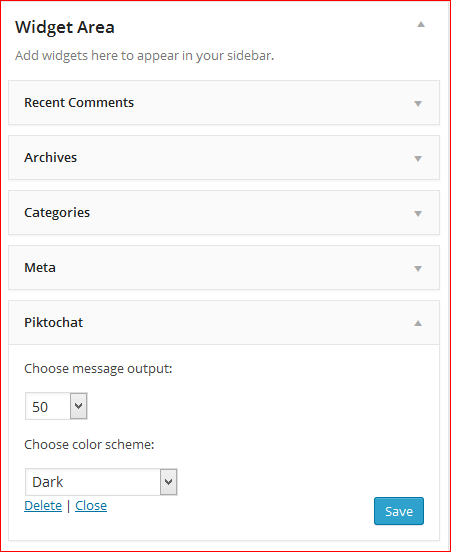 Widget Area
Add widgets here to appear in your sidebar.
Recent Comments
Archives
Categories
Meta
Piktochat
Choose message output:
50
Choose color scheme:
Dark
Delete | Close
Save